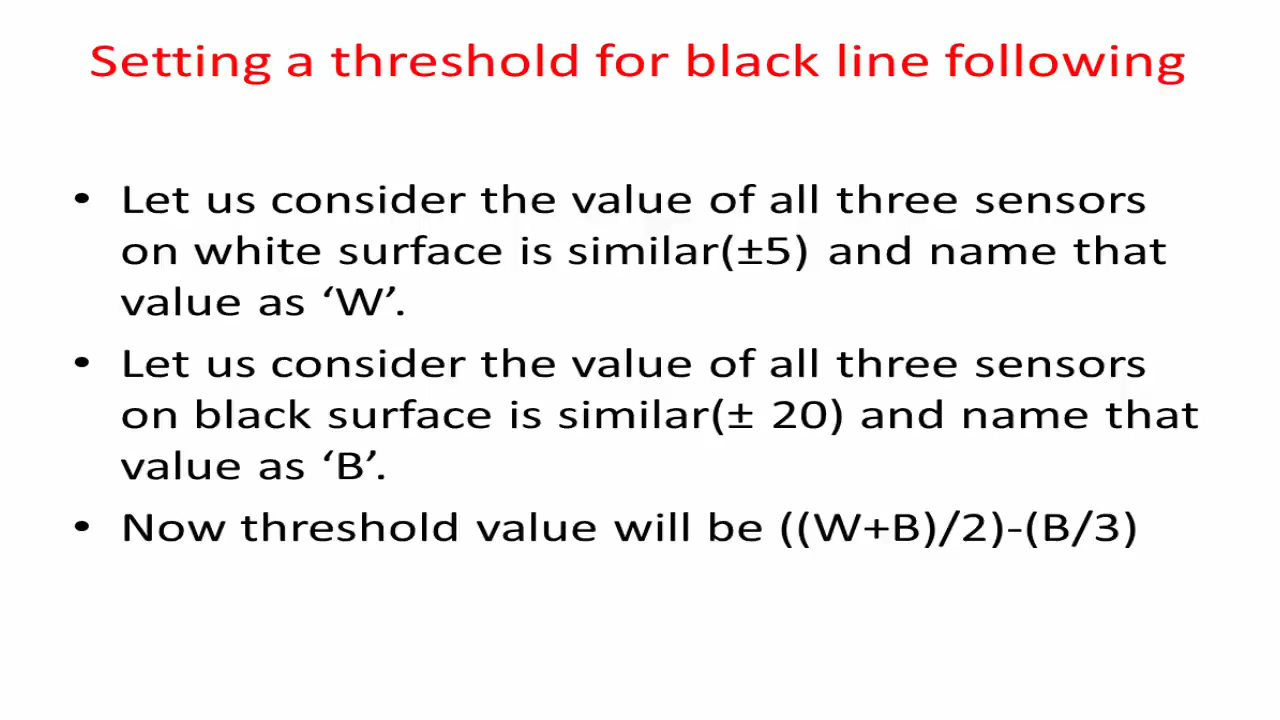 Setting a threshold for black line following
• Let us consider the value of all three sensors
on white surface is similar(±5) and name that
value as ‘W’.
• Let us consider the value of all three sensors
on black surface is similar(± 20) and name that
value as ‘B’.
• Now threshold value will be ((W+B)/2)-(B/3)